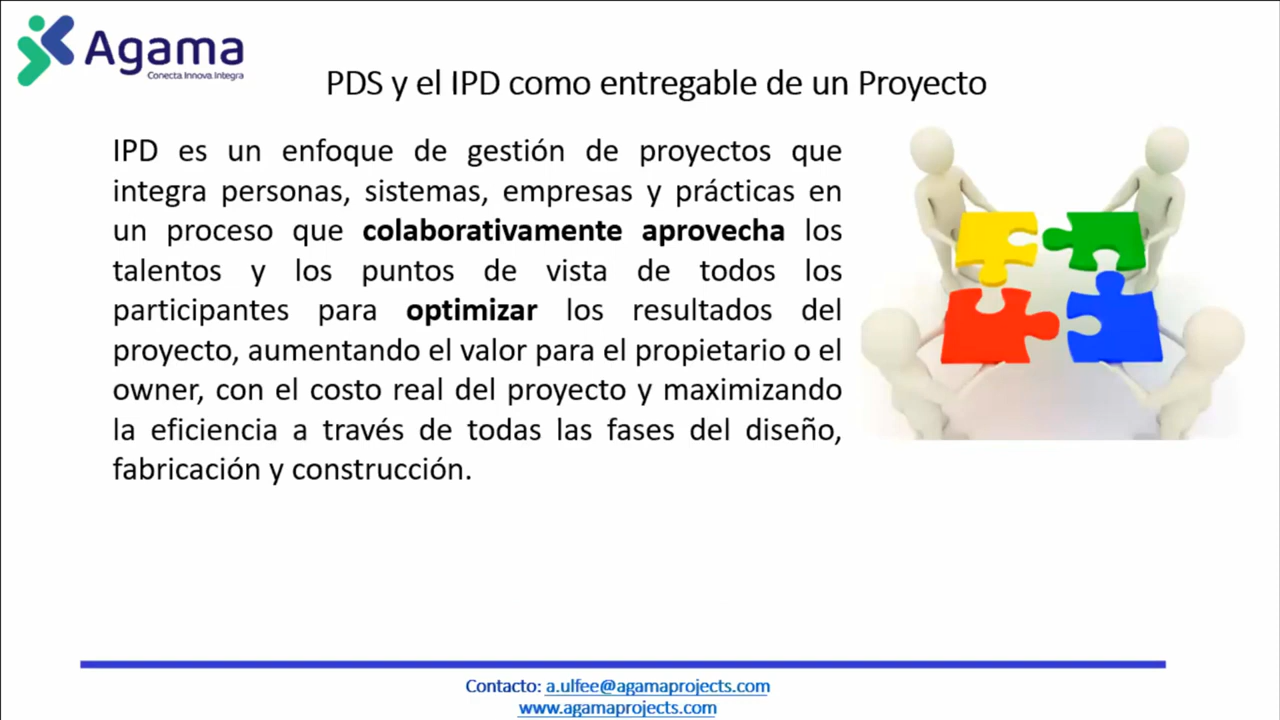 Agama
Conecta.Innova.Integra
PDS y el IPD como entregable de un Proyecto
IPD es un enfoque de gestión de proyectos que
integra personas, sistemas, empresas y prácticas en
un proceso que colaborativamente aprovecha los
talentos y los puntos de vista de todos los
participantes para optimizar los resultados del
proyecto, aumentando el valor para el propietario o el
owner, con el costo real del proyecto y maximizando
la eficiencia a través de todas las fases del diseño,
fabricación y construcción.
Contacto: a.ulfee@agamaprojects.com
www.agamaprojects.com